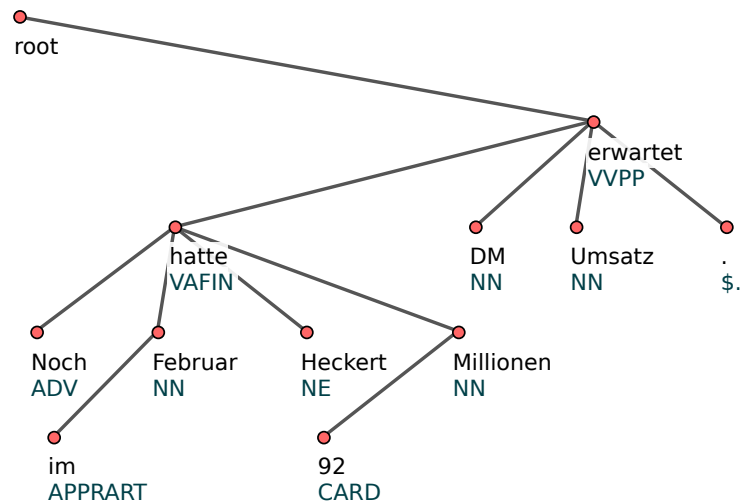 root
erwartet
VVPP
hatte
VAFIN
DM
NN
Umsatz
NN
.
$.
Noch
ADV
Februar
NN
Heckert
NE
Millionen
NN
im
APPRART
92
CARD